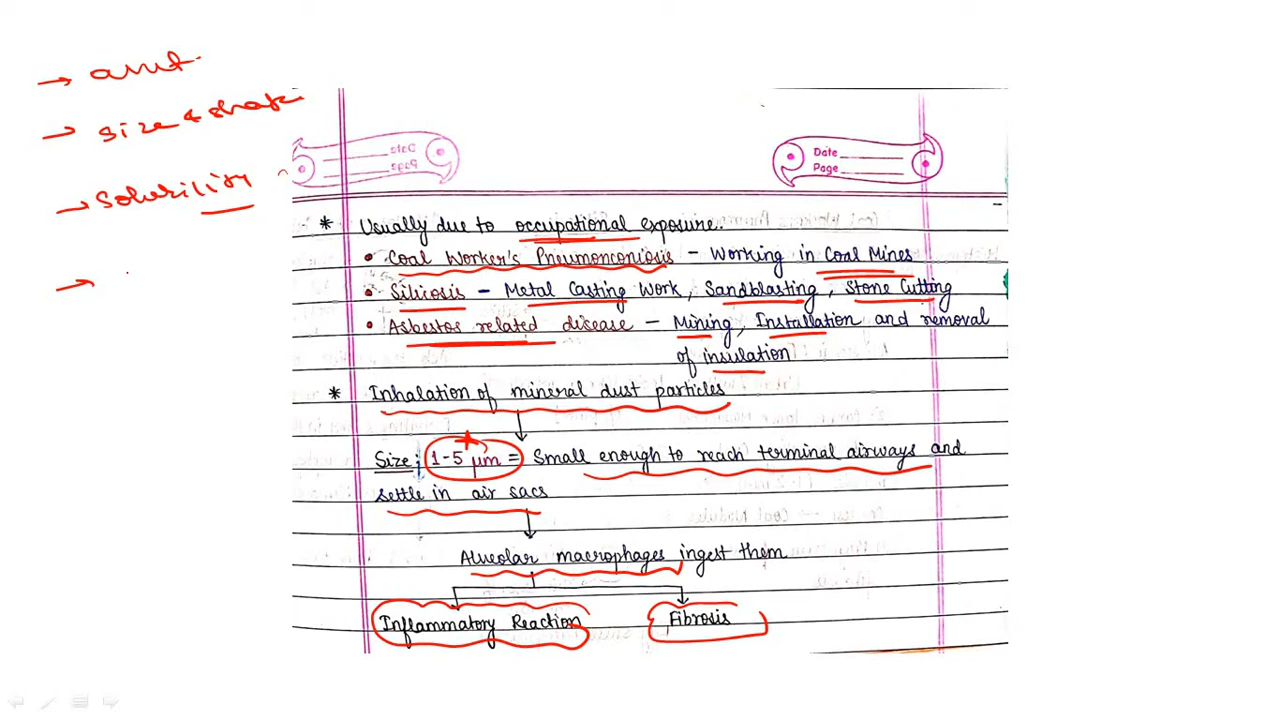 → amt.
→ size & shape
→ Solubility
→
Date
Page
Date
Page
* Usually due to occupational exposure.
• Coal Worker's Pneumoconiosis - Working in Coal Mines
• Silicosis - Metal Casting Work, Sandblasting, Stone Cutting
• Asbestos related disease - Mining, Installation and removal
of insulation
* Inhalation of mineral dust particles
Size: 1-5 μm = Small enough to reach terminal airways and
settle in air sacs
Alveolar macrophages ingest them
Inflammatory Reaction Fibrosis